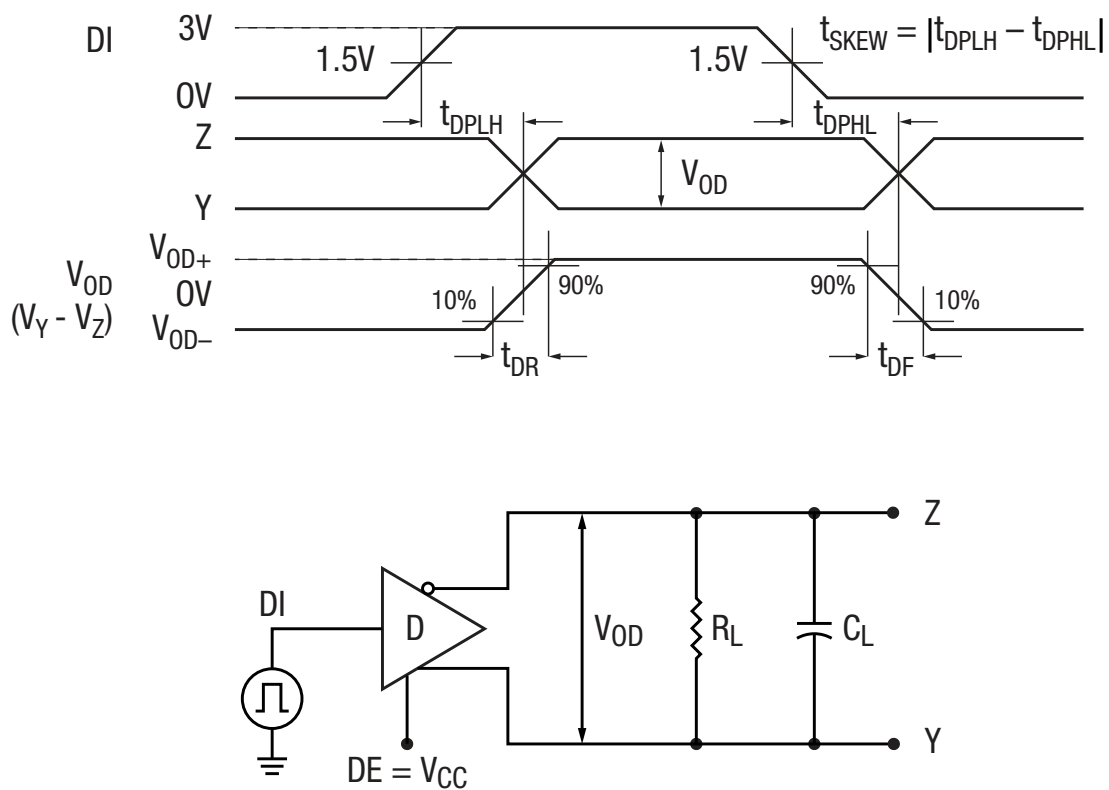 3V
DI
1.5V
1.5V
tSKEW = |tDPLH – tDPHL|
0V
tDPLH
tDPHL
Z
VOD
Y
VOD+
VOD
(VY - VZ)
0V
VOD–
10%
90%
90%
10%
tDR
tDF
Z
DI
D
VOD
RL
CL
Y
DE = VCC